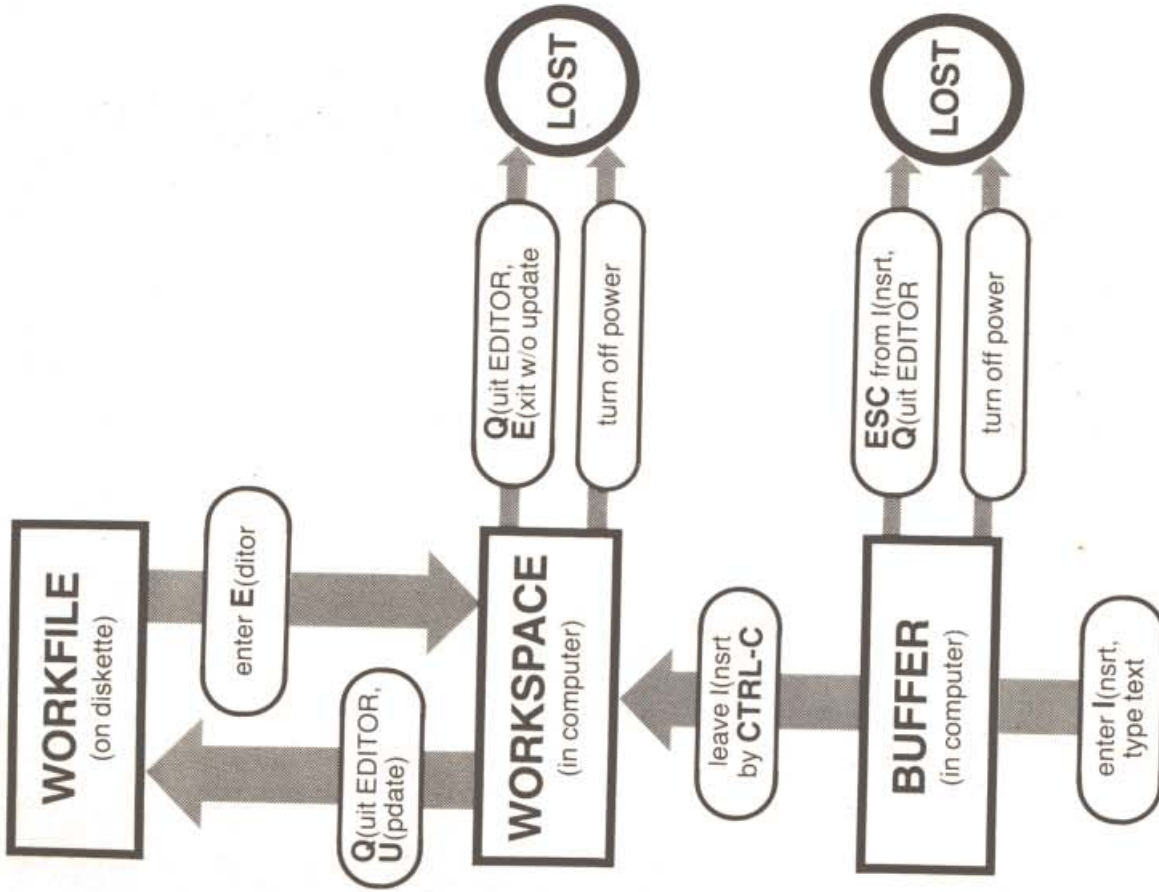 WORKFILE
(on diskette)
enter E(ditor
Q(uit EDITOR,
U(pdate)
WORKSPACE
(in computer)
Q(uit EDITOR,
E(xit w/o update
turn off power
LOST
leave I(nsrt
by CTRL-C
BUFFER
(in computer)
ESC from I(nsrt,
Q(uit EDITOR
turn off power
LOST
enter I(nsrt,
type text